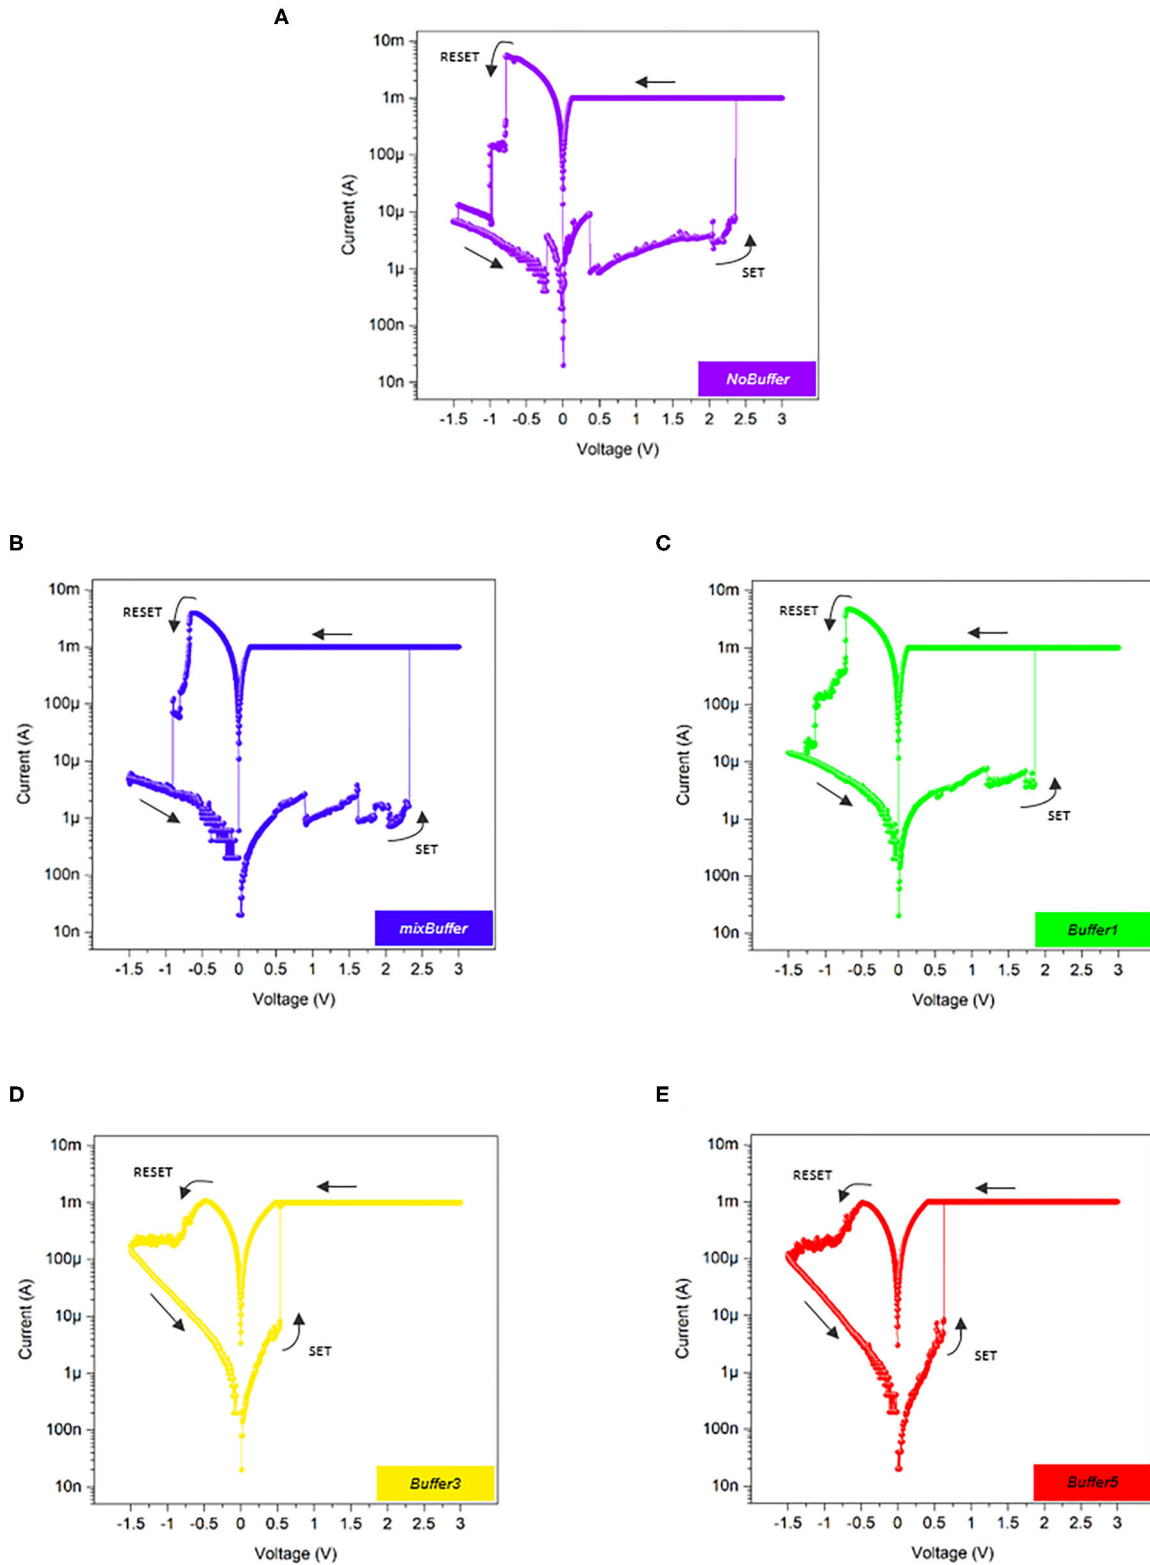 A
10m
1m
100µ
10µ
1µ
100n
10n
Current (A)
RESET
SET
NoBuffer
-1.5 -1 -0.5 0 0.5 1 1.5 2 2.5 3
Voltage (V)
B
10m
1m
100µ
10µ
1µ
100n
10n
Current (A)
RESET
SET
mixBuffer
-1.5 -1 -0.5 0 0.5 1 1.5 2 2.5 3
Voltage (V)
C
10m
1m
100µ
10µ
1µ
100n
10n
Current (A)
RESET
SET
Buffer1
-1.5 -1 -0.5 0 0.5 1 1.5 2 2.5 3
Voltage (V)
D
10m
1m
100µ
10µ
1µ
100n
10n
Current (A)
RESET
SET
Buffer3
-1.5 -1 -0.5 0 0.5 1 1.5 2 2.5 3
Voltage (V)
E
10m
1m
100µ
10µ
1µ
100n
10n
Current (A)
RESET
SET
Buffer5
-1.5 -1 -0.5 0 0.5 1 1.5 2 2.5 3
Voltage (V)